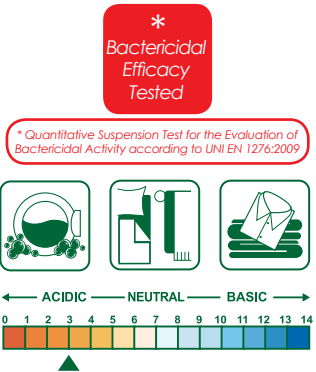 *
Bactericidal
Efficacy
Tested
* Quantitative Suspension Test for the Evaluation of
Bactericidal Activity according to UNI EN 1276:2009
ACIDIC NEUTRAL BASIC
0 1 2 3 4 5 6 7 8 9 10 11 12 13 14